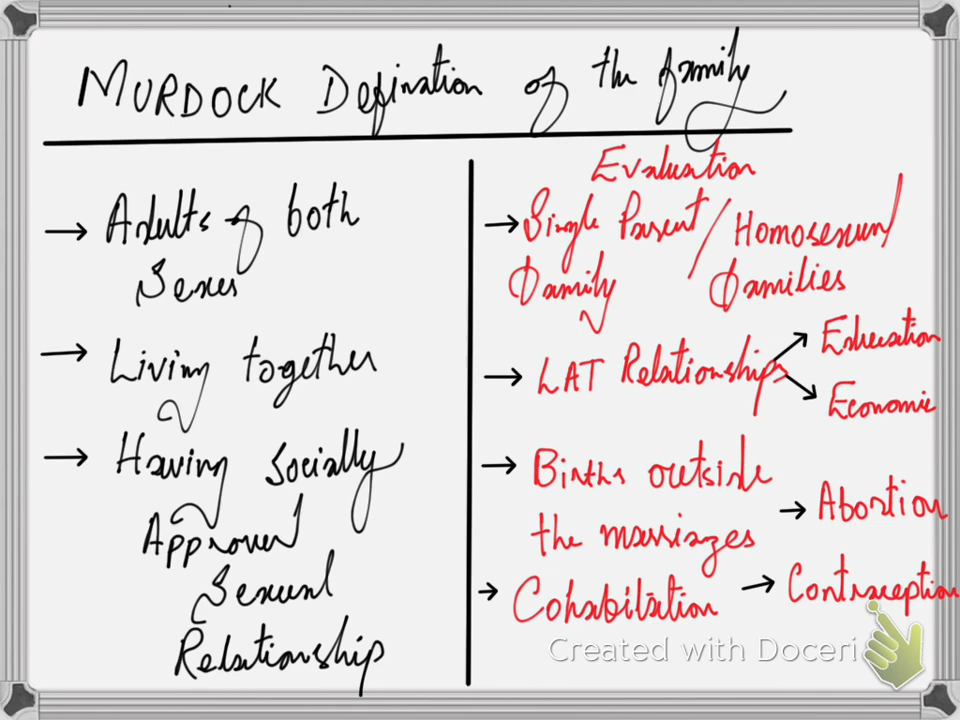 MURDOCK Defination of the family
→ Adults of both
Sexes
→ Living together
→ Having Socially
Approved
Sexual
Relationship
Evaluation
→ Single Parent / Homosexual
family families
→ LAT Relationships → Education
→ Economic
→ Births outside
the marriages → Abortion
→ Cohabitation → Contraception
Created with Doceri